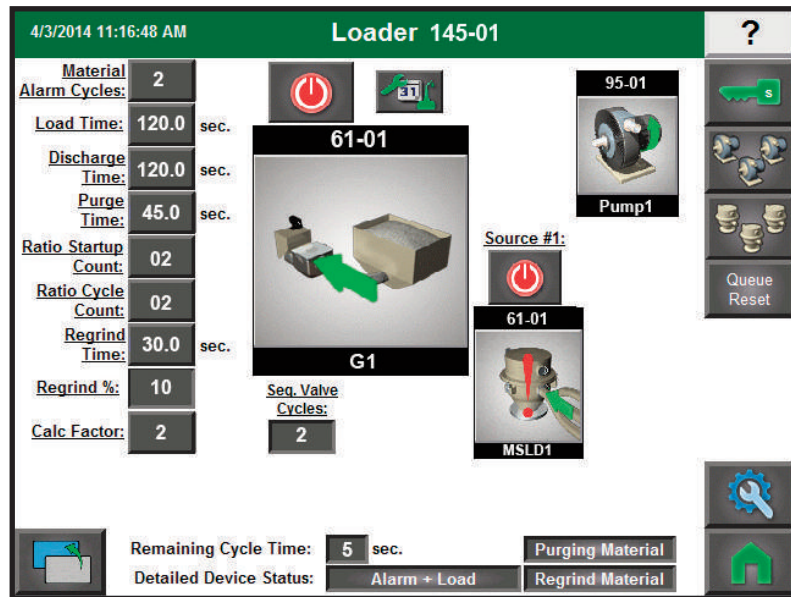 4/3/2014 11:16:48 AM
Loader 145-01
?
Material
Alarm Cycles: 2
Load Time: 120.0 sec.
Discharge
Time: 120.0 sec.
Purge
Time: 45.0 sec.
Ratio Startup
Count: 02
Ratio Cycle
Count: 02
Regrind
Time: 30.0 sec.
Regrind %: 10
Calc Factor: 2
31
61-01
G1
Seq. Valve
Cycles:
2
95-01
Pump1
Source #1:
61-01
MSLD1
S
Queue
Reset
Remaining Cycle Time: 5 sec.
Purging Material
Detailed Device Status: Alarm + Load
Regrind Material